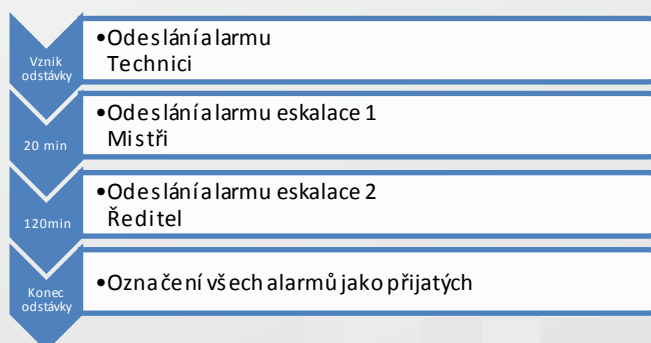 Vznik
odstávky
•Odeslání alarmu
Technici
20 min
•Odeslání alarmu eskalace 1
Mistři
120min
•Odeslání alarmu eskalace 2
Ředitel
Konec
odstávky
•Označení všech alarmů jako přijatých